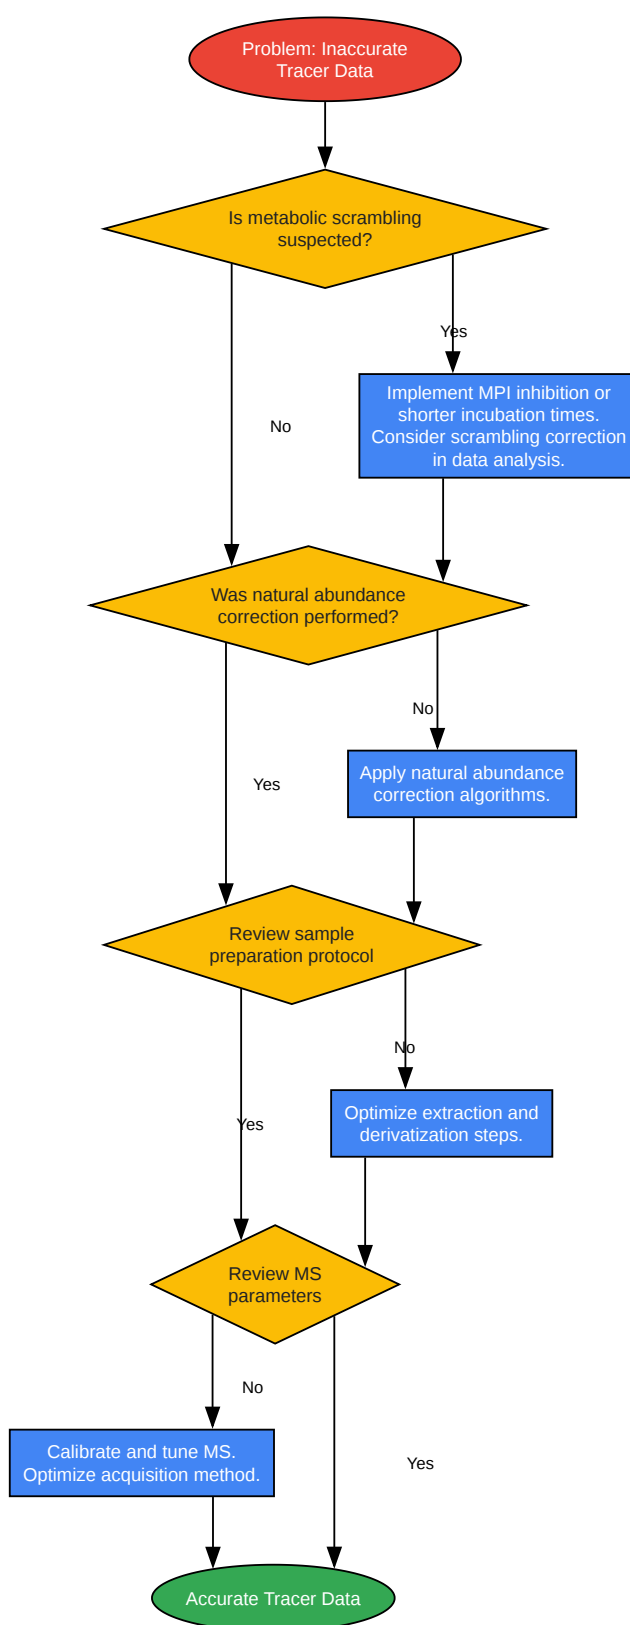 Problem: Inaccurate
Tracer Data
Is metabolic scrambling
suspected?
Yes
Implement MPI inhibition or
shorter incubation times.
Consider scrambling correction
in data analysis.
No
Was natural abundance
correction performed?
No
Apply natural abundance
correction algorithms.
Yes
Review sample
preparation protocol
No
Optimize extraction and
derivatization steps.
Yes
Review MS
parameters
No
Calibrate and tune MS.
Optimize acquisition method.
Yes
Accurate Tracer Data